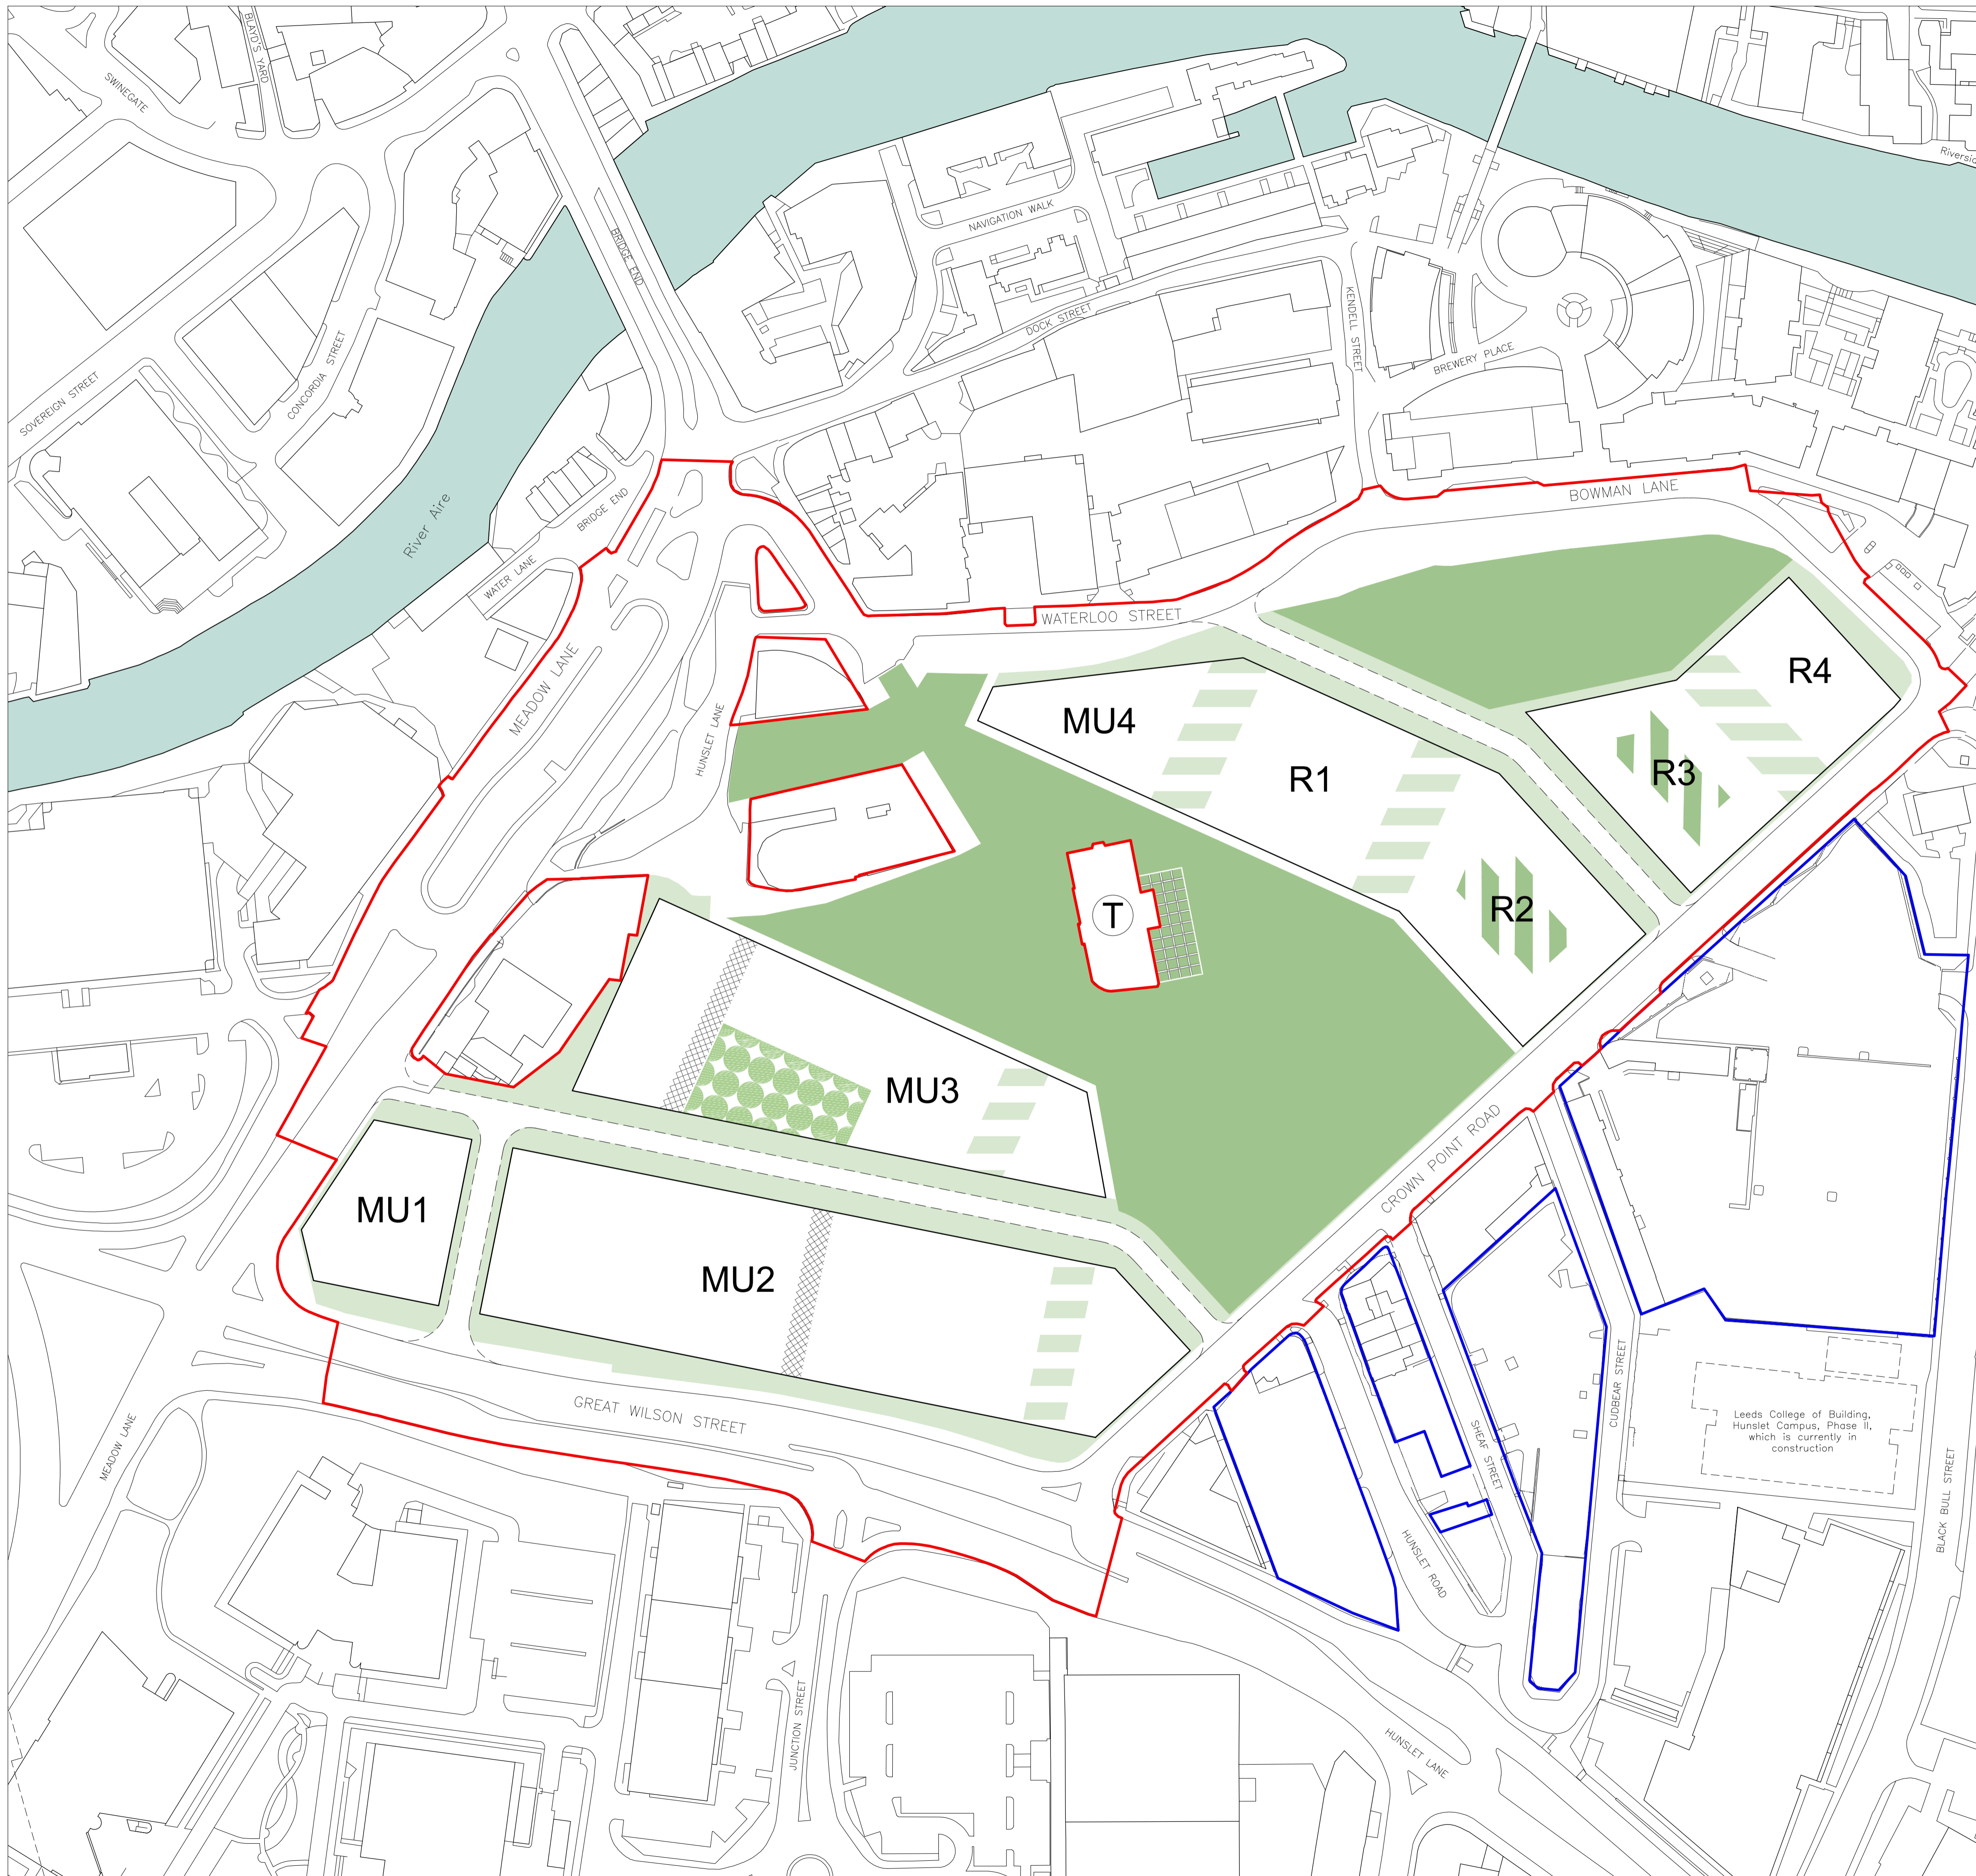 BLAYD'S YARD
SWINEGATE
BRIDGE END
NAVIGATION WALK
DOCK STREET
KENDELL STREET
BREWERY PLACE
CONCORDIA STREET
SOVEREIGN STREET
River Aire
BRIDGE END
WATER LANE
BOWMAN LANE
WATERLOO STREET
MEADOW LANE
HUNSLET LANE
MU4
R1
R4
R3
R2
T
MU3
MU1
MU2
CROWN POINT ROAD
GREAT WILSON STREET
MEADOW LANE
CUDBEAR STREET
SHEAF STREET
HUNSLET ROAD
Leeds College of Building,
Hunslet Campus, Phase II,
which is currently in
construction
BLACK BULL STREET
JUNCTION STREET
HUNSLET LANE